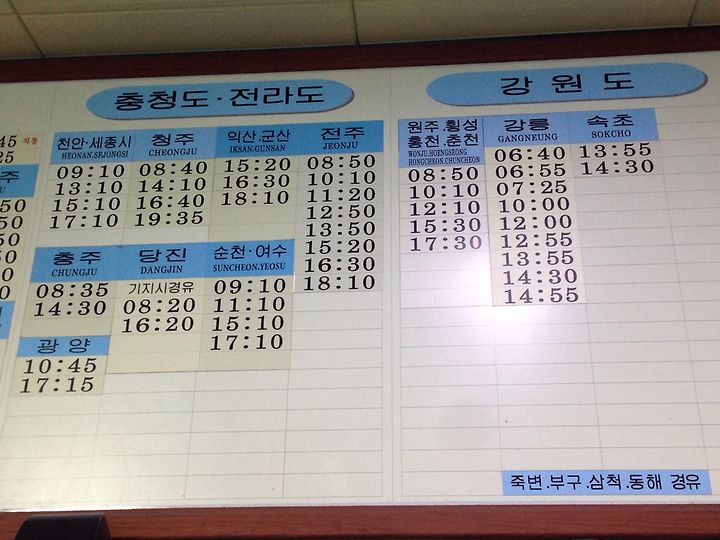 충청도 · 전라도
천안·세종시
HEONAN.SEJONGSI
09:10
13:10
15:10
17:10
청주
CHEONGJU
08:40
14:10
16:40
19:35
익산.군산
IKSAN.GUNSAN
15:20
16:30
18:10
전주
JEONJU
08:50
10:10
11:20
12:50
13:50
15:20
16:30
18:10
충주
CHUNGJU
08:35
14:30
당진
DANGJIN
기지시경유
08:20
16:20
순천·여수
SUNCHEON.YEOSU
09:10
11:10
15:10
17:10
광양
10:45
17:15
강원도
원주.횡성
홍천.춘천
WONJU.HOENGSEONG
HONGCHEON.CHUNCHEON
08:50
10:10
12:10
15:30
17:30
강릉
GANGNEUNG
06:40
06:55
07:25
10:00
12:00
12:55
13:55
14:30
14:55
속초
SOKCHO
13:55
14:30
죽변.부구.삼척.동해 경유